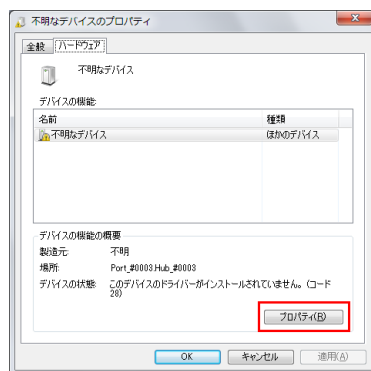 不明なデバイスのプロパティ
全般 ハードウェア
不明なデバイス
デバイスの機能:
名前 種類
不明なデバイス ほかのデバイス
デバイスの機能の概要
製造元: 不明
場所: Port_#0003.Hub_#0003
デバイスの状態: このデバイスのドライバーがインストールされていません。 (コード
28)
プロパティ(R)
OK キャンセル 適用(A)